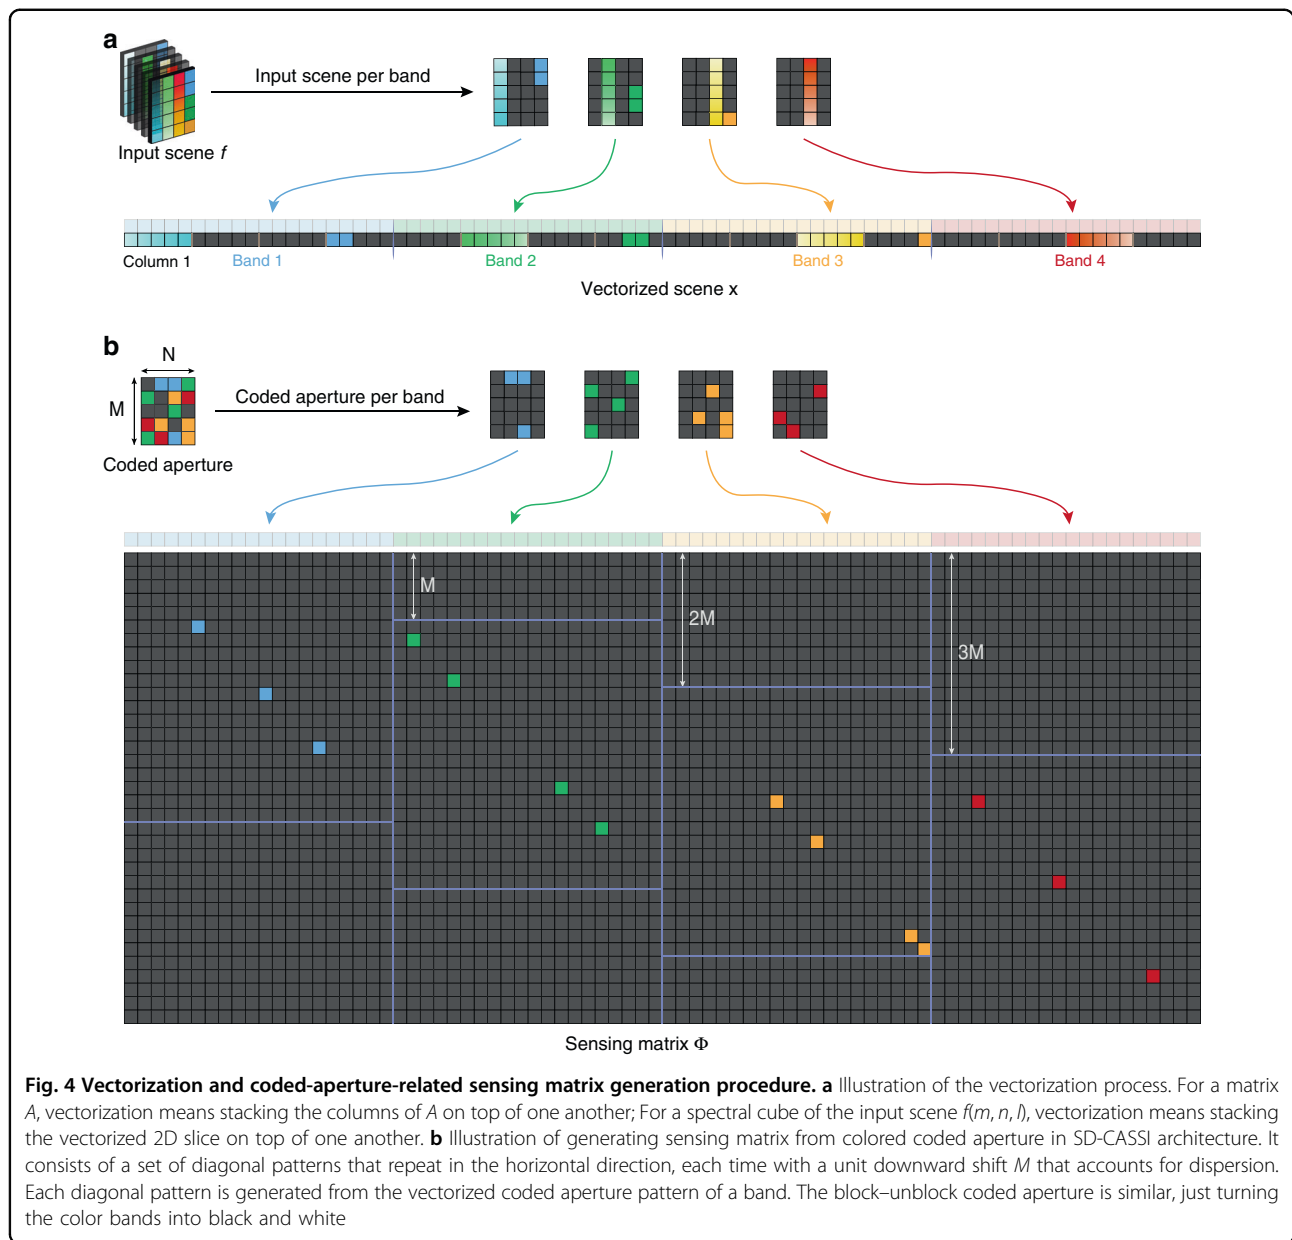 a
Input scene per band
Input scene f
Column 1 Band 1 Band 2 Band 3 Band 4
Vectorized scene x
b
N
M
Coded aperture per band
Coded aperture
M
2M
3M
Sensing matrix Φ
Fig. 4 Vectorization and coded-aperture-related sensing matrix generation procedure. a Illustration of the vectorization process. For a matrix
A, vectorization means stacking the columns of A on top of one another; For a spectral cube of the input scene f(m, n, l), vectorization means stacking
the vectorized 2D slice on top of one another. b Illustration of generating sensing matrix from colored coded aperture in SD-CASSI architecture. It
consists of a set of diagonal patterns that repeat in the horizontal direction, each time with a unit downward shift M that accounts for dispersion.
Each diagonal pattern is generated from the vectorized coded aperture pattern of a band. The block–unblock coded aperture is similar, just turning
the color bands into black and white